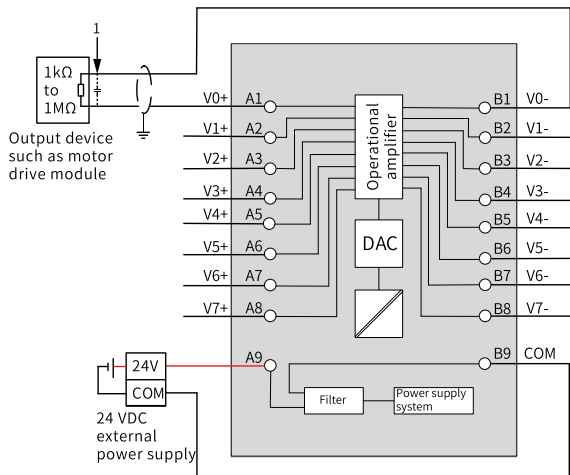 1
1kΩ
to
1MΩ
Output device
such as motor
drive module
V0+ A1
V1+ A2
V2+ A3
V3+ A4
V4+ A5
V5+ A6
V6+ A7
V7+ A8
A9
Operational
amplifier
DAC
B1 V0-
B2 V1-
B3 V2-
B4 V3-
B5 V4-
B6 V5-
B7 V6-
B8 V7-
B9 COM
24V
COM
24 VDC
external
power supply
Filter
Power supply
system